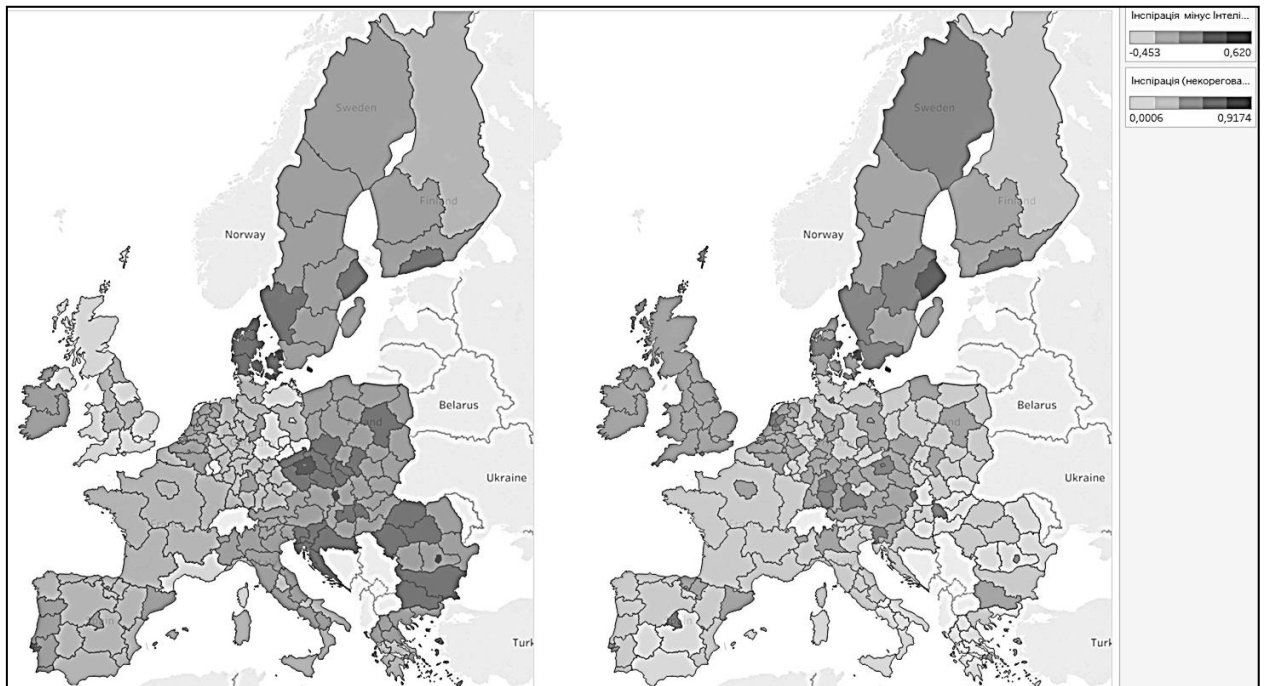 Інспірація мінус Інтелі...
-0,453 0,620
Інспірація (некорегова...
0,0006 0,9174
Sweden
Finland
Norway
Belarus
Ukraine
Sweden
Finland
Norway
Belarus
Ukraine
Turk